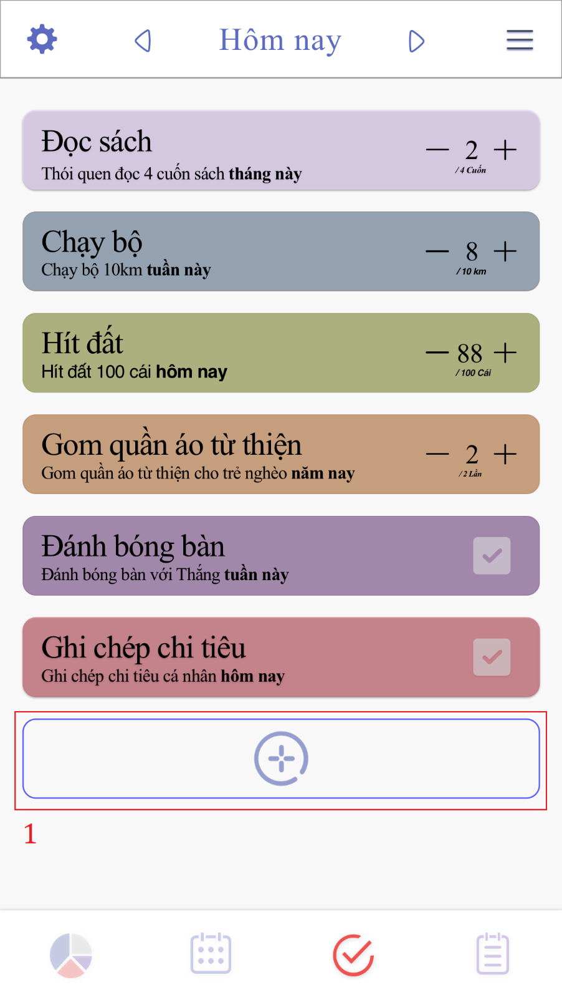 Hôm nay
Đọc sách
Thói quen đọc 4 cuốn sách tháng này
2
/ 4 Cuốn
Chạy bộ
Chạy bộ 10km tuần này
8
/ 10 km
Hít đất
Hít đất 100 cái hôm nay
88
/ 100 Cái
Gom quần áo từ thiện
Gom quần áo từ thiện cho trẻ nghèo năm nay
2
/ 2 Lần
Đánh bóng bàn
Đánh bóng bàn với Thắng tuần này
Ghi chép chi tiêu
Ghi chép chi tiêu cá nhân hôm nay
1